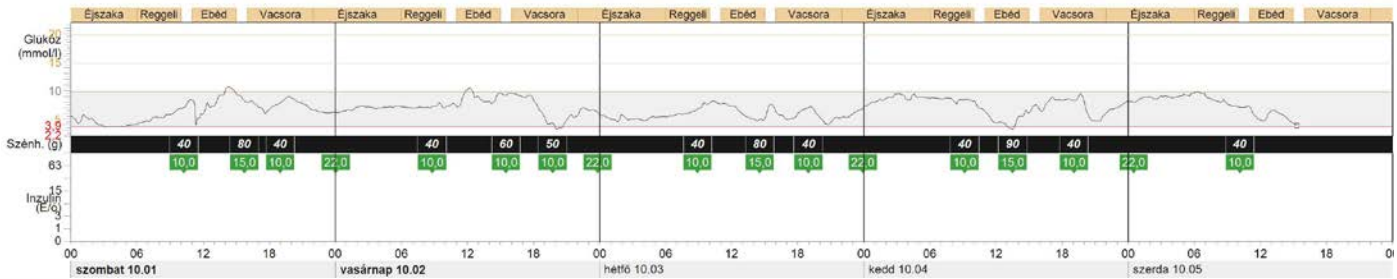 Éjszaka Reggeli Ebéd Vacsora Éjszaka Reggeli Ebéd Vacsora Éjszaka Reggeli Ebéd Vacsora Éjszaka Reggeli Ebéd Vacsora Éjszaka Reggeli Ebéd Vacsora
Glukóz
(mmol/l)
20
15
10
3,9
2,2
Szénh. (g) 40 80 40 40 60 50 40 80 40 40 90 40 40
63 10,0 15,0 10,0 22,0 10,0 10,0 10,0 22,0 10,0 15,0 10,0 22,0 10,0 15,0 10,0 22,0 10,0
15
Inzulin
(E/ó)
3
1
0
00 06 12 18 00 06 12 18 00 06 12 18 00 06 12 18 00 06 12 18
szombat 10.01 vasárnap 10.02 hétfő 10.03 kedd 10.04 szerda 10.05